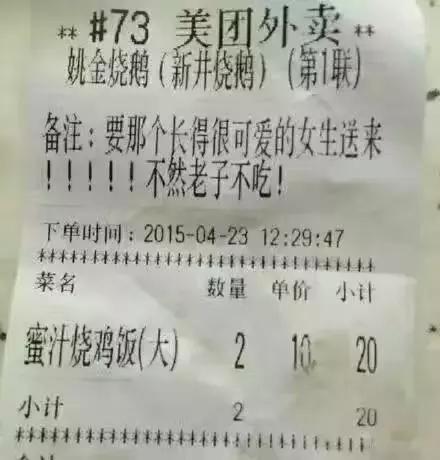 ** #73 美团外卖 **
姚金烧鹅(新井烧鹅)(第1联)
备注:要那个长得很可爱的女生送来
!!!!!不然老子不吃!
下单时间:2015-04-23 12:29:47
菜名 数量 单价 小计
蜜汁烧鸡饭(大) 2 10 20
小计 2 20